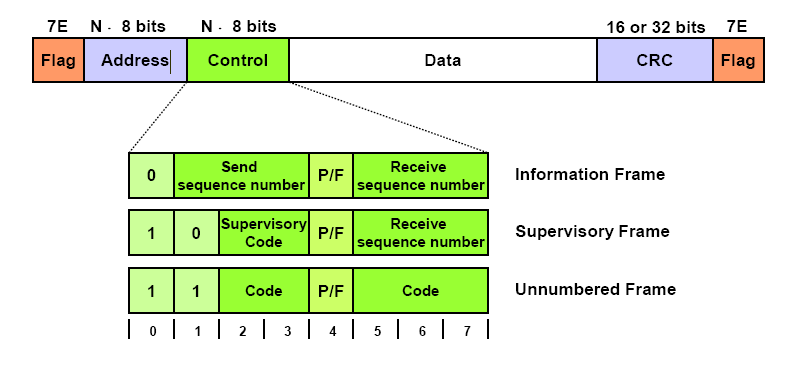 7E N - 8 bits N - 8 bits 16 or 32 bits 7E
Flag Address Control Data CRC Flag
0 Send sequence number P/F Receive sequence number Information Frame
1 0 Supervisory Code P/F Receive sequence number Supervisory Frame
1 1 Code P/F Code Unnumbered Frame
0 1 2 3 4 5 6 7